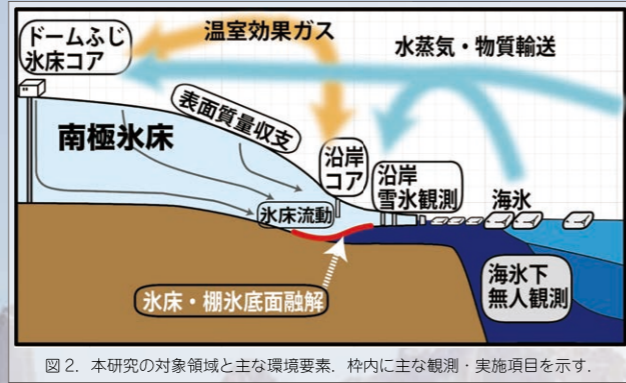 ドームふじ
氷床コア
温室効果ガス
水蒸気・物質輸送
表面質量収支
南極氷床
沿岸
コア
沿岸
雪氷観測
海氷
氷床流動
氷床・棚氷底面融解
海氷下
無人観測
図2. 本研究の対象領域と主な環境要素. 枠内に主な観測・実施項目を示す.